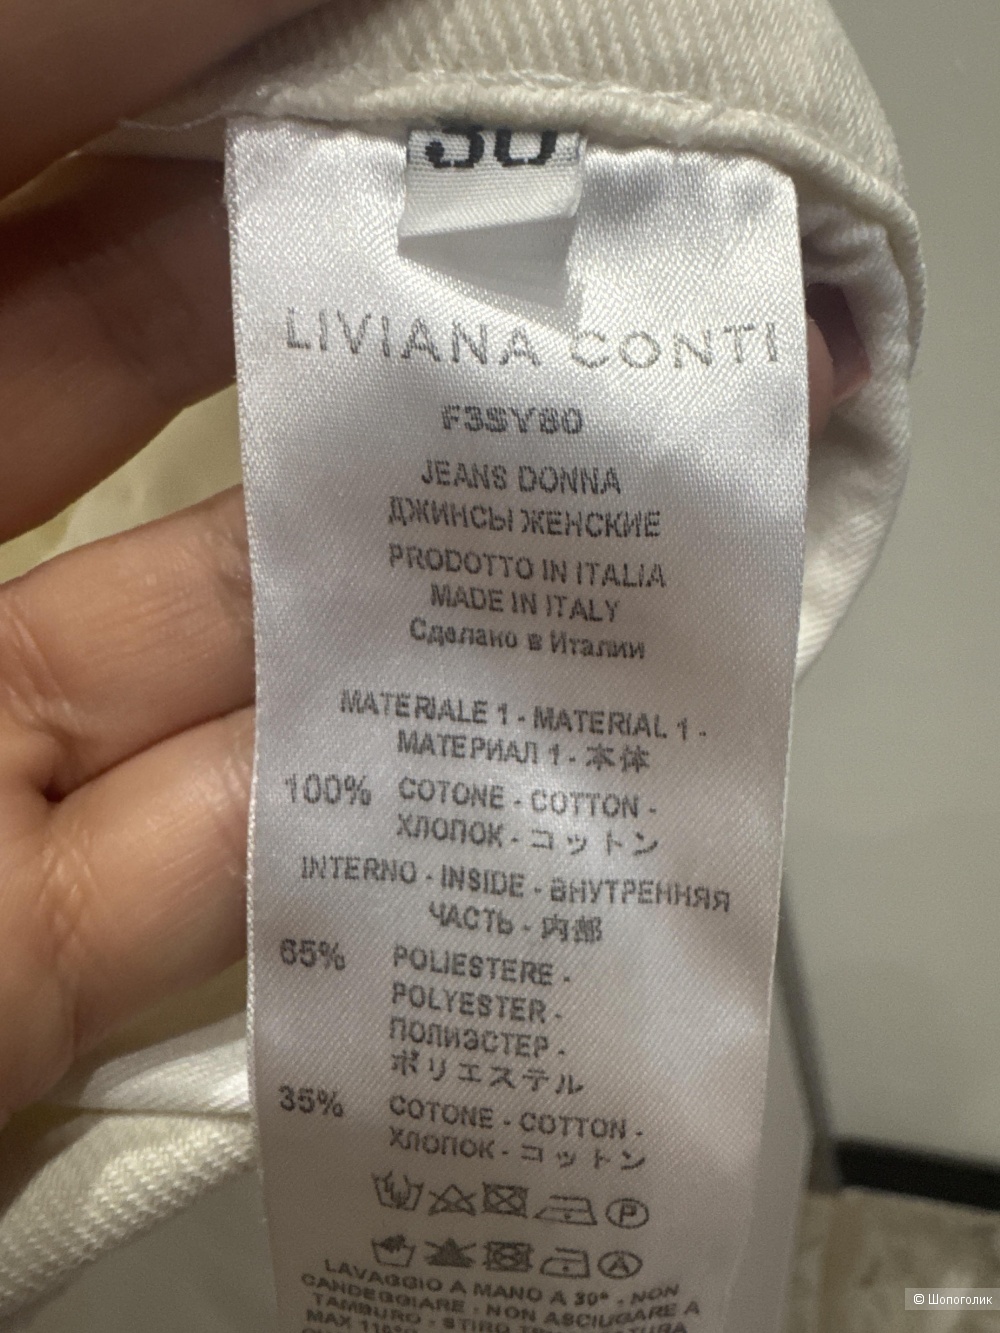 30
LIVIANA CONTI
F3SY80
JEANS DONNA
ДЖИНСЫ ЖЕНСКИЕ
PRODOTTO IN ITALIA
MADE IN ITALY
Сделано в Италии
MATERIALE 1 - MATERIAL 1 -
МАТЕРИАЛ 1 - 本体
100% COTONE - COTTON -
ХЛОПОК - コットン
INTERNO - INSIDE - ВНУТРЕННЯЯ
ЧАСТЬ - 内部
65% POLIESTERE -
POLYESTER -
ПОЛИЭСТЕР -
ポリエステル
35% COTONE - COTTON -
ХЛОПОК - コットン
P
A
LAVAGGIO A MANO A 30° - NON
CANDEGGIARE - NON ASCIUGARE A
TAMBURO - STIRO
MAX
© Шопоголик